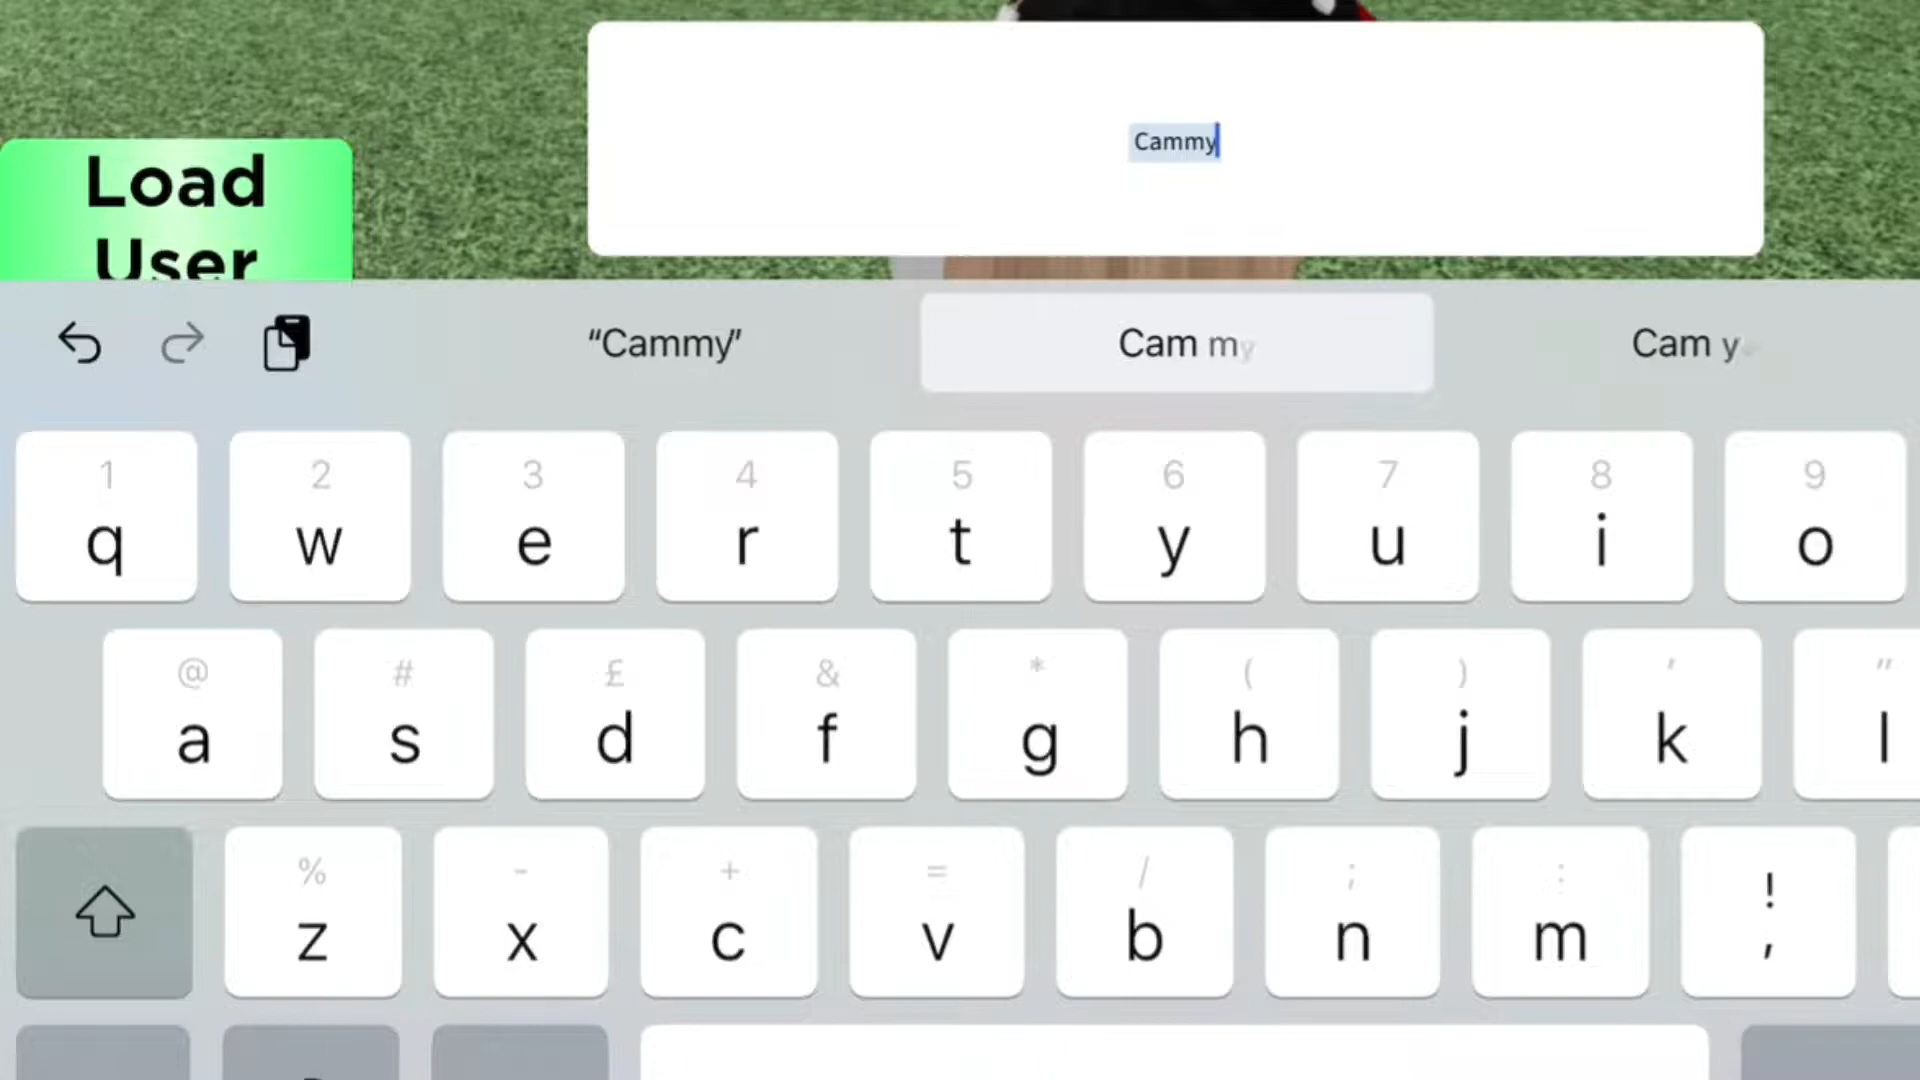 Cammy
Load
User
“Cammy” Cam my Cam y
1 2 3 4 5 6 7 8 9
q w e r t y u i o
@ # £ & * ( ) ' "
a s d f g h j k l
% - + = / ; : !
z x c v b n m ,